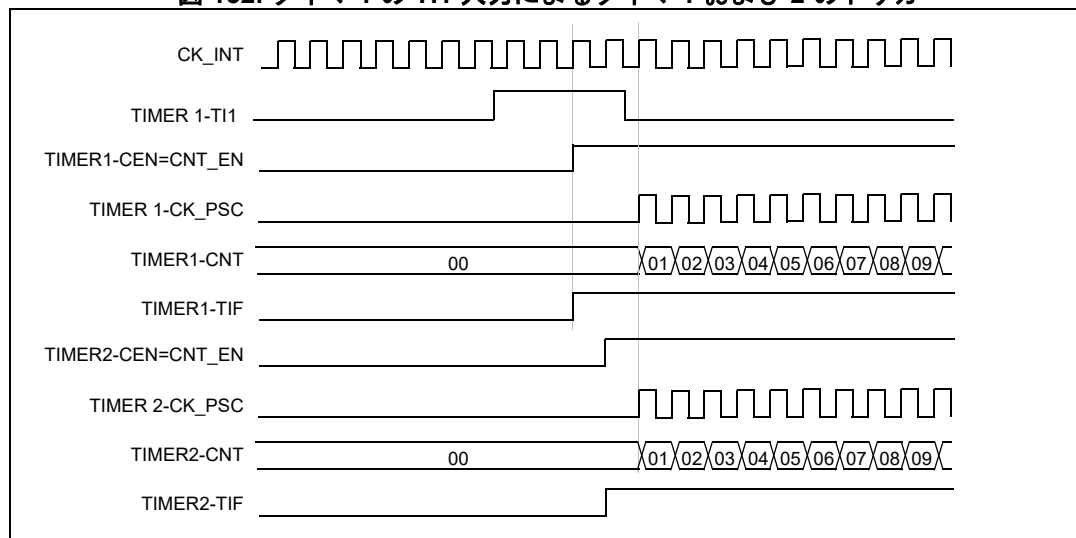 CK_INT
TIMER 1-TI1
TIMER1-CEN=CNT_EN
TIMER 1-CK_PSC
TIMER1-CNT 00 01 02 03 04 05 06 07 08 09
TIMER1-TIF
TIMER2-CEN=CNT_EN
TIMER 2-CK_PSC
TIMER2-CNT 00 01 02 03 04 05 06 07 08 09
TIMER2-TIF